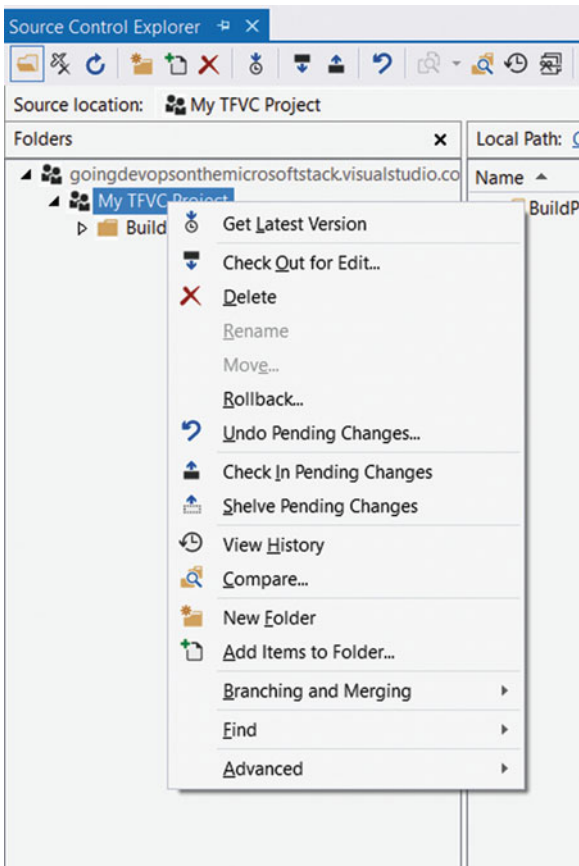 Source Control Explorer
Source location: My TFVC Project
Folders
Local Path:
goingdevopsonthemicrosoftstack.visualstudio.co
Name
My TFVC Project
BuildP
Build
Get Latest Version
Check Out for Edit...
Delete
Rename
Move...
Rollback...
Undo Pending Changes...
Check In Pending Changes
Shelve Pending Changes
View History
Compare...
New Folder
Add Items to Folder...
Branching and Merging
Find
Advanced